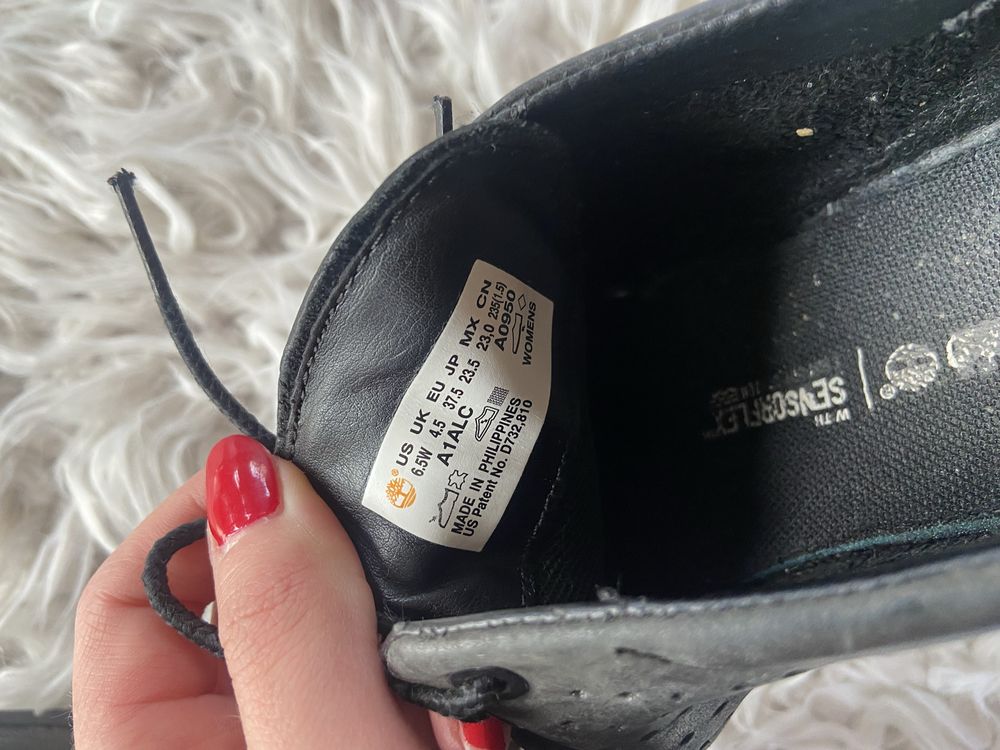 ® US UK EU JP MX CN
6.5W 4.5 37.5 23.5 23.0 235(1.5)
A1ALC A0950
WOMENS
MADE IN PHILIPPINES
US Patent No. D732,810
SENSORFLEX
®